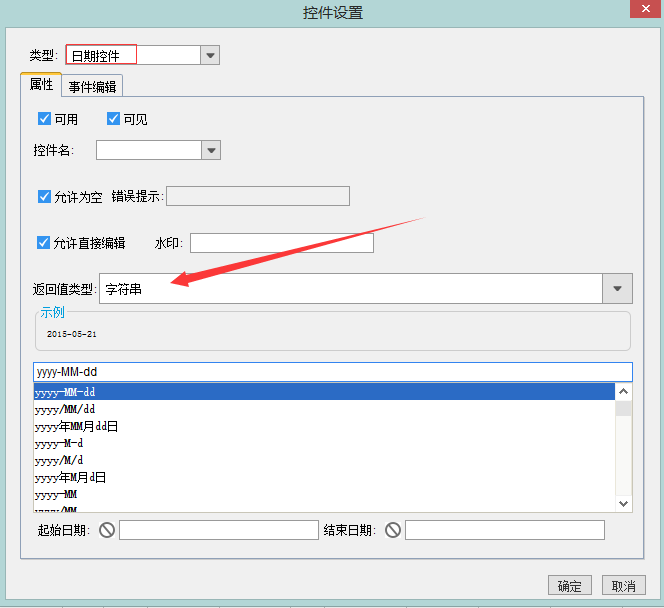 控件设置
类型: 日期控件
属性 事件编辑
可用 可见
控件名:
允许为空 错误提示:
允许直接编辑 水印:
返回值类型: 字符串
示例
2015-05-21
yyyy-MM-dd
yyyy-MM-dd
yyyy/MM/dd
yyyy年MM月dd日
yyyy-M-d
yyyy/M/d
yyyy年M月d日
yyyy-MM
yyyy/MM
起始日期: 结束日期:
确定 取消